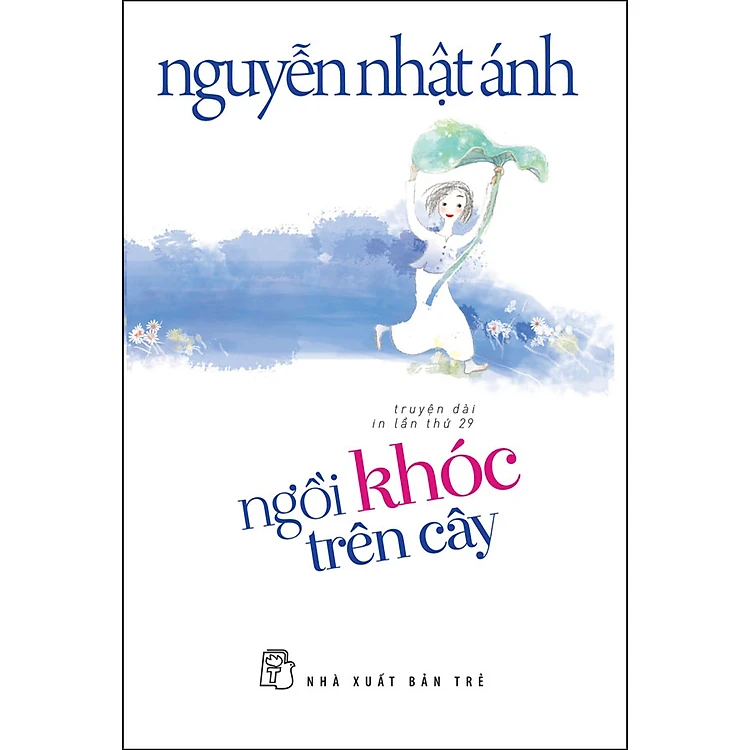 nguyễn nhật ánh
truyện dài
in lần thứ 29
ngồi khóc
trên cây
T
NHÀ XUẤT BẢN TRẺ